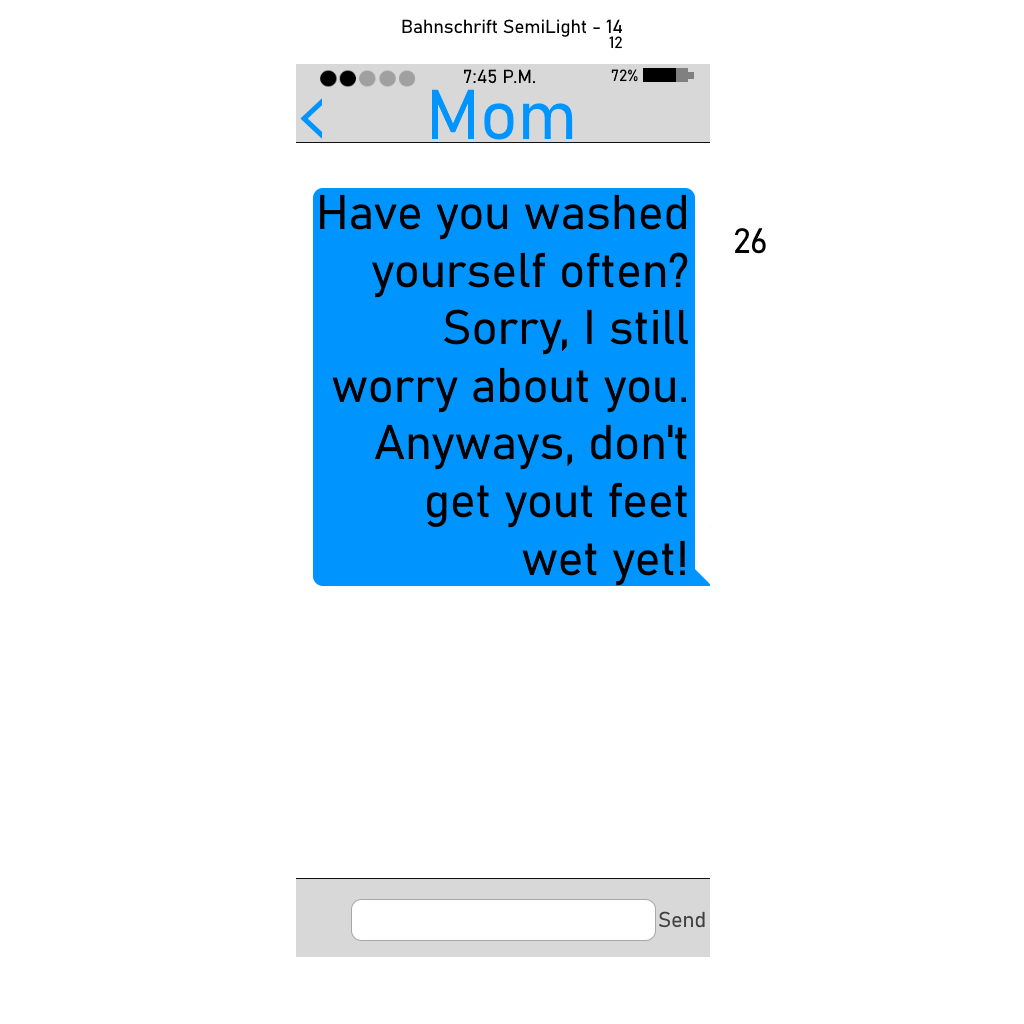 Bahnschrift SemiLight - 14
12
7:45 P.M.
72%
Mom
Have you washed
yourself often?
Sorry, I still
worry about you.
Anyways, don't
get yout feet
wet yet!
26
Send